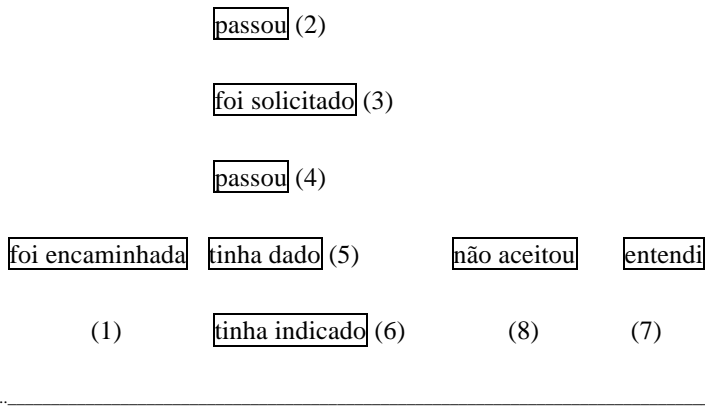 passou (2)
foi solicitado (3)
passou (4)
foi encaminhada tinha dado (5) não aceitou entendi
(1) tinha indicado (6) (8) (7)